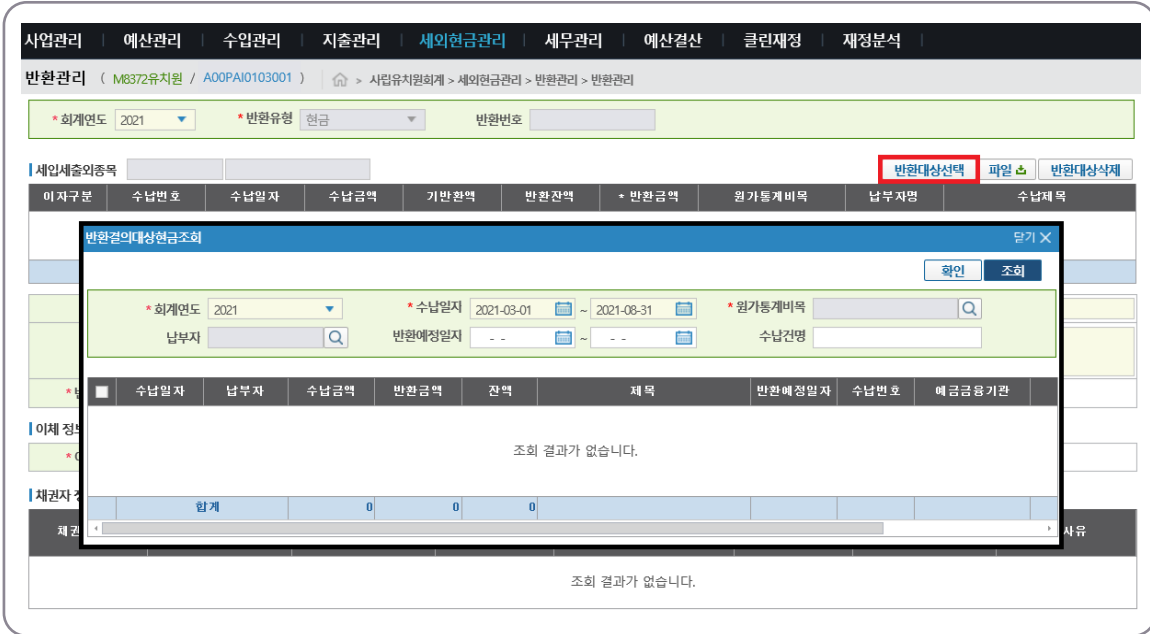 사업관리 예산관리 수입관리 지출관리 세외현금관리 세무관리 예산결산 클린재정 재정분석
반환관리 ( M8372유치원 / A00PAI0103001 ) > 사립유치원회계 > 세외현금관리 > 반환관리 > 반환관리
* 회계연도 2021 * 반환유형 현금 반환번호
세입세출외종목 반환대상선택 파일 반환대상삭제
이자구분 수납번호 수납일자 수납금액 기반환액 반환잔액 * 반환금액 원가통계비목 납부자명 수납제목
반환결의대상현금조회 닫기 X
확인 조회
* 회계연도 2021 * 수납일자 2021-03-01 ~ 2021-08-31 * 원가통계비목
납부자 반환예정일자 - - ~ - - 수납건명
수납일자 납부자 수납금액 반환금액 잔액 제목 반환예정일자 수납번호 예금금융기관
조회 결과가 없습니다.
합계 0 0 0
이체 정
채권자
채권 사유
조회 결과가 없습니다.